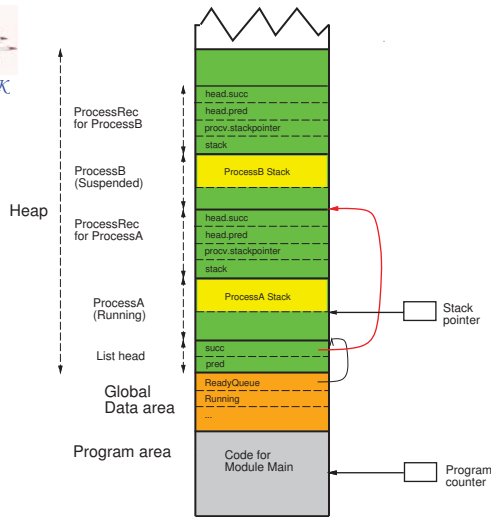 K
head.succ
head.pred
procv.stackpointer
stack
ProcessRec
for ProcessB
ProcessB Stack
ProcessB
(Suspended)
Heap
head.succ
head.pred
procv.stackpointer
stack
ProcessRec
for ProcessA
ProcessA Stack
ProcessA
(Running)
Stack
pointer
List head
succ
pred
Global
Data area
ReadyQueue
Running
...
Program area
Code for
Module Main
Program
counter